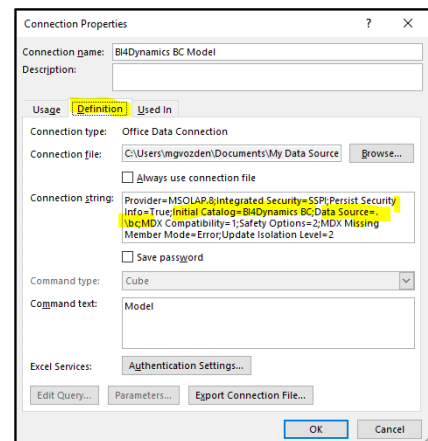 Connection Properties ? ×
Connection name: BI4Dynamics BC Model
Description:
Usage Definition Used In
Connection type: Office Data Connection
Connection file: C:\Users\mgvozden\Documents\My Data Source Browse...
Always use connection file
Connection string: Provider=MSOLAP.8;Integrated Security=SSPI;Persist Security
Info=True;Initial Catalog=BI4Dynamics BC;Data Source=.
\bc;MDX Compatibility=1;Safety Options=2;MDX Missing
Member Mode=Error;Update Isolation Level=2
Save password
Command type: Cube
Command text: Model
Excel Services: Authentication Settings...
Edit Query... Parameters... Export Connection File...
OK Cancel